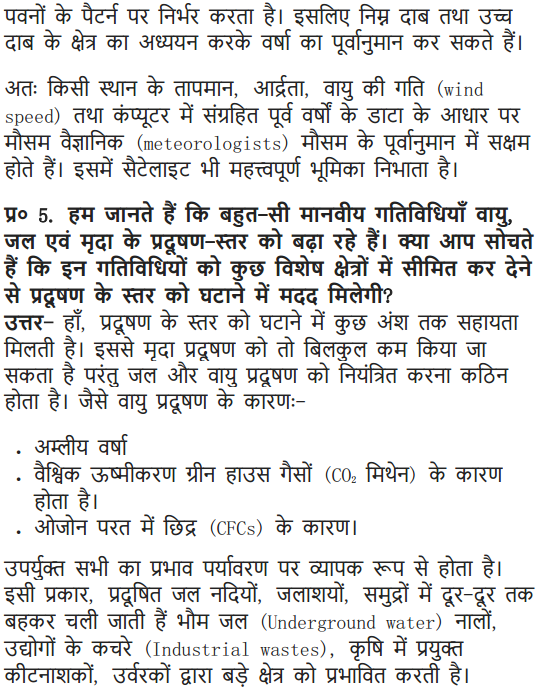 पवनों के पैटर्न पर निर्भर करता है। इसलिए निम्न दाब तथा उच्च
दाब के क्षेत्र का अध्ययन करके वर्षा का पूर्वानुमान कर सकते हैं।
अतः किसी स्थान के तापमान, आर्द्रता, वायु की गति (wind
speed) तथा कंप्यूटर में संग्रहित पूर्व वर्षों के डाटा के आधार पर
मौसम वैज्ञानिक (meteorologists) मौसम के पूर्वानुमान में सक्षम
होते हैं। इसमें सैटेलाइट भी महत्त्वपूर्ण भूमिका निभाता है।
प्र० 5. हम जानते हैं कि बहुत-सी मानवीय गतिविधियाँ वायु,
जल एवं मृदा के प्रदूषण-स्तर को बढ़ा रहे हैं। क्या आप सोचते
हैं कि इन गतिविधियों को कुछ विशेष क्षेत्रों में सीमित कर देने
से प्रदूषण के स्तर को घटाने में मदद मिलेगी?
उत्तर- हाँ, प्रदूषण के स्तर को घटाने में कुछ अंश तक सहायता
मिलती है। इससे मृदा प्रदूषण को तो बिलकुल कम किया जा
सकता है परंतु जल और वायु प्रदूषण को नियंत्रित करना कठिन
होता है। जैसे वायु प्रदूषण के कारणः-
• अम्लीय वर्षा
• वैश्विक ऊष्मीकरण ग्रीन हाउस गैसों (CO₂ मिथेन) के कारण
होता है।
• ओजोन परत में छिद्र (CFCs) के कारण।
उपर्युक्त सभी का प्रभाव पर्यावरण पर व्यापक रूप से होता है।
इसी प्रकार, प्रदूषित जल नदियों, जलाशयों, समुद्रों में दूर-दूर तक
बहकर चली जाती हैं भौम जल (Underground water) नालों,
उद्योगों के कचरे (Industrial wastes), कृषि में प्रयुक्त
कीटनाशकों, उर्वरकों द्वारा बड़े क्षेत्र को प्रभावित करती है।